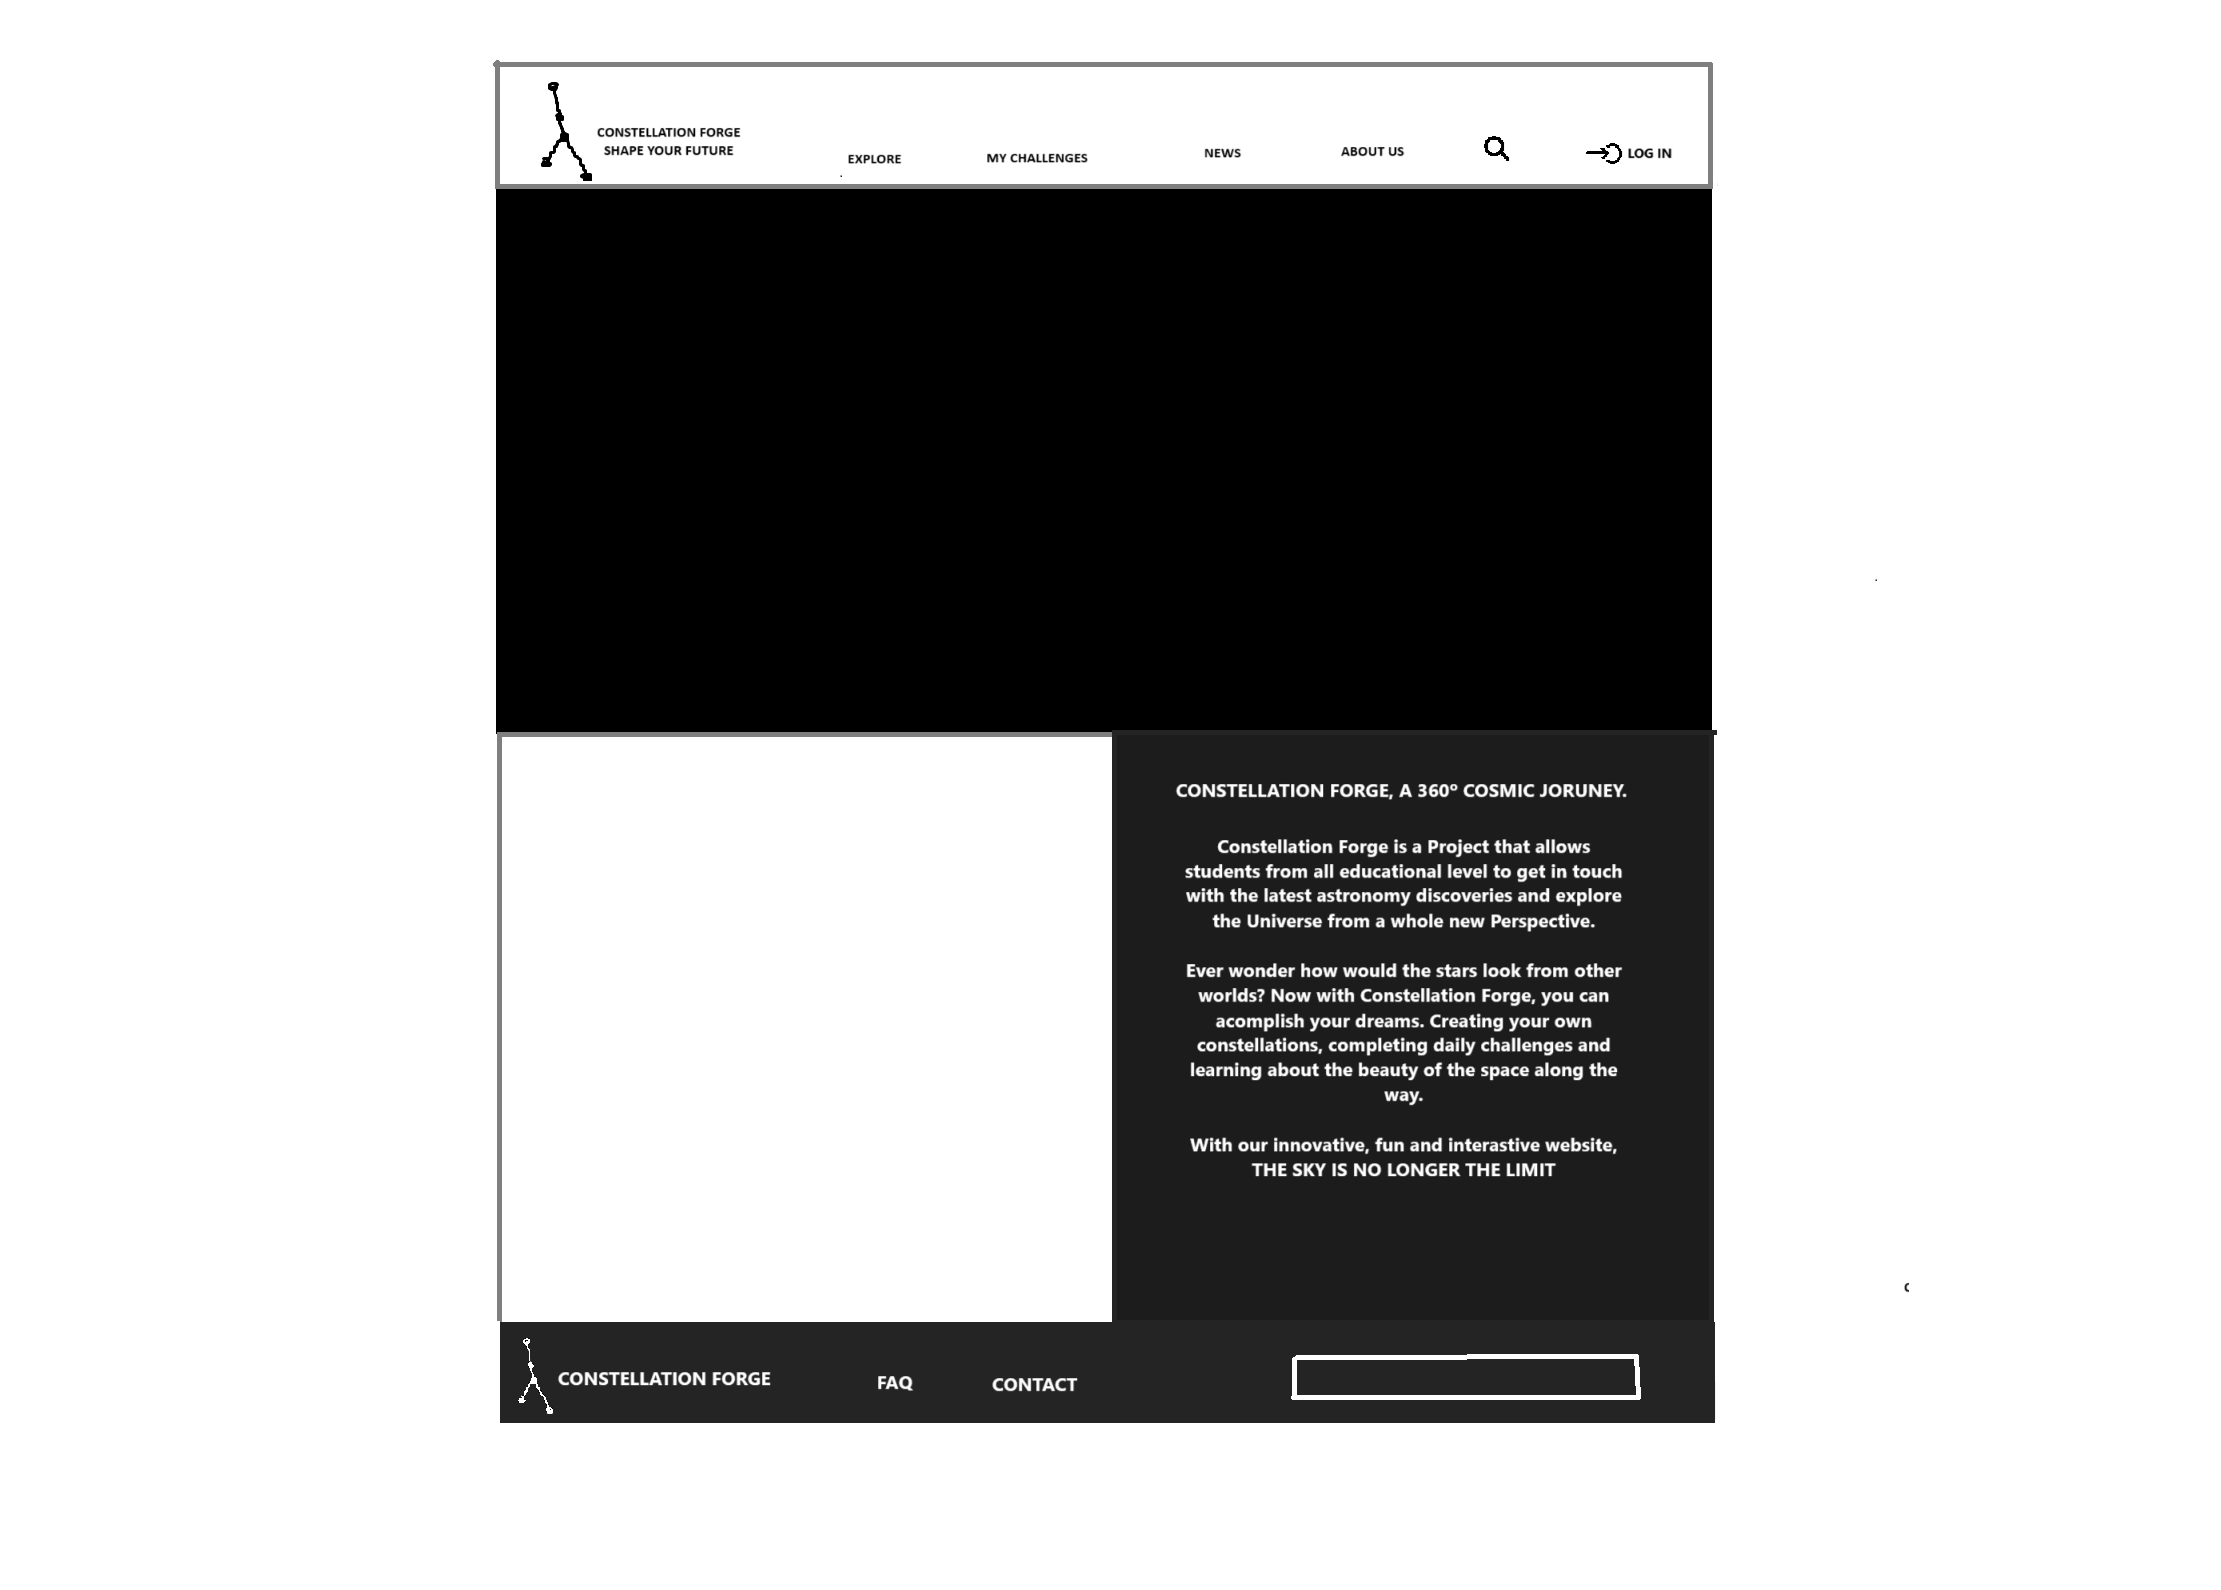 CONSTELLATION FORGE
SHAPE YOUR FUTURE
EXPLORE
MY CHALLENGES
NEWS
ABOUT US
LOG IN
CONSTELLATION FORGE, A 360º COSMIC JORUNEY.
Constellation Forge is a Project that allows
students from all educational level to get in touch
with the latest astronomy discoveries and explore
the Universe from a whole new Perspective.
Ever wonder how would the stars look from other
worlds? Now with Constellation Forge, you can
acomplish your dreams. Creating your own
constellations, completing daily challenges and
learning about the beauty of the space along the
way.
With our innovative, fun and interastive website,
THE SKY IS NO LONGER THE LIMIT
CONSTELLATION FORGE
FAQ
CONTACT